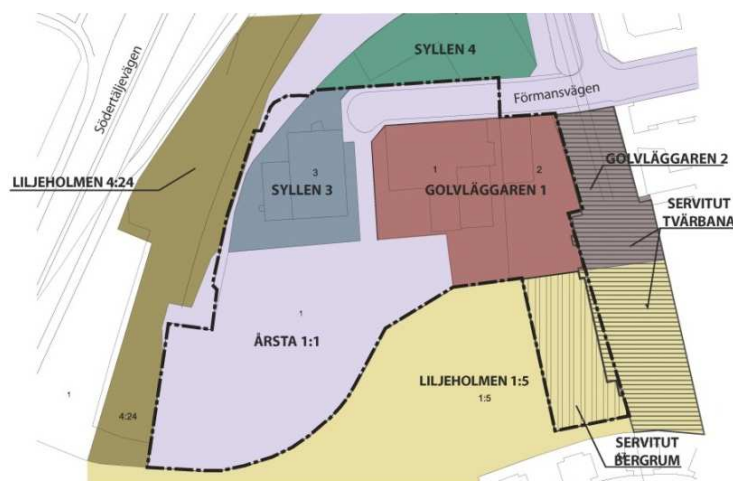 SYLLEN 4
Södertäljevägen
Förmansvägen
GOLVLÄGGAREN 2
3
1
2
LILJEHOLMEN 4:24
SYLLEN 3
GOLVLÄGGAREN 1
SERVITUT
TVÄRBANA
1
ÅRSTA 1:1
LILJEHOLMEN 1:5
1:5
1
4:24
SERVITUT
BERGRUM